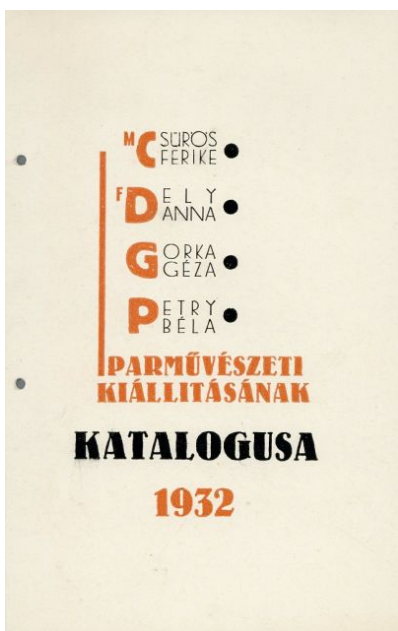 M CSÜRÖS
FERIKE
F DELY
ANNA
GORKA
GÉZA
PETRY
BÉLA
IPARMŰVÉSZETI
KIÁLLITÁSÁNAK
KATALOGUSA
1932